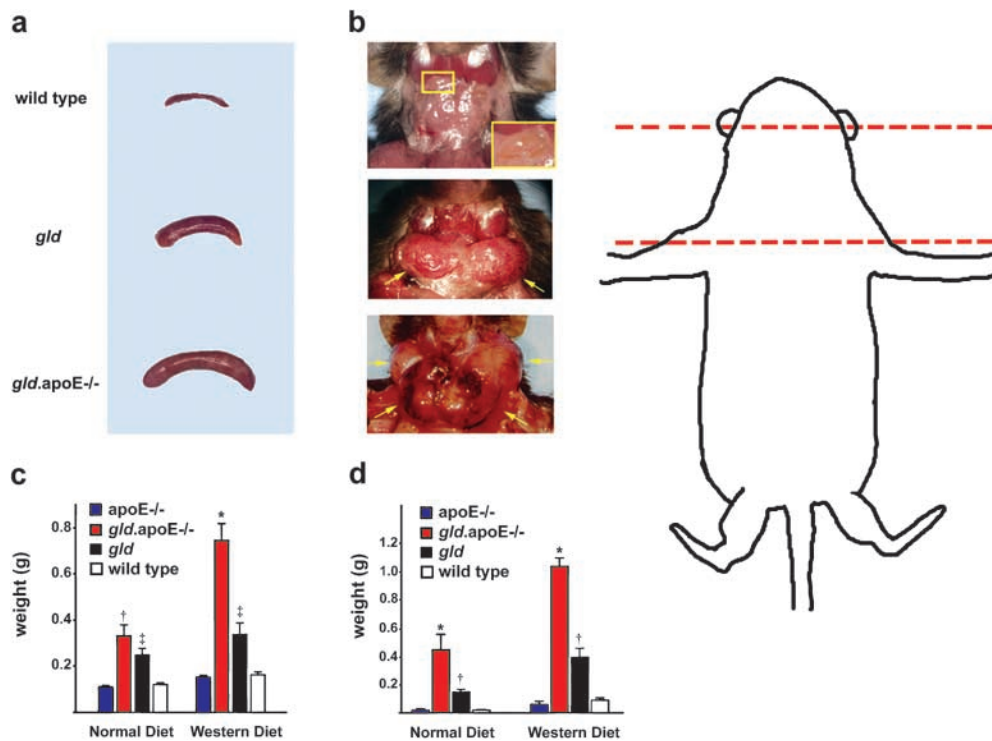 a
wild type
gld
gld.apoE-/-
b
c
apoE-/-
gld.apoE-/-
gld
wild type
weight (g)
0.8
0.6
0.4
0.2
*
†
‡
‡
Normal Diet Western Diet
d
apoE-/-
gld.apoE-/-
gld
wild type
weight (g)
1.2
1.0
0.8
0.6
0.4
0.2
*
*
†
†
Normal Diet Western Diet